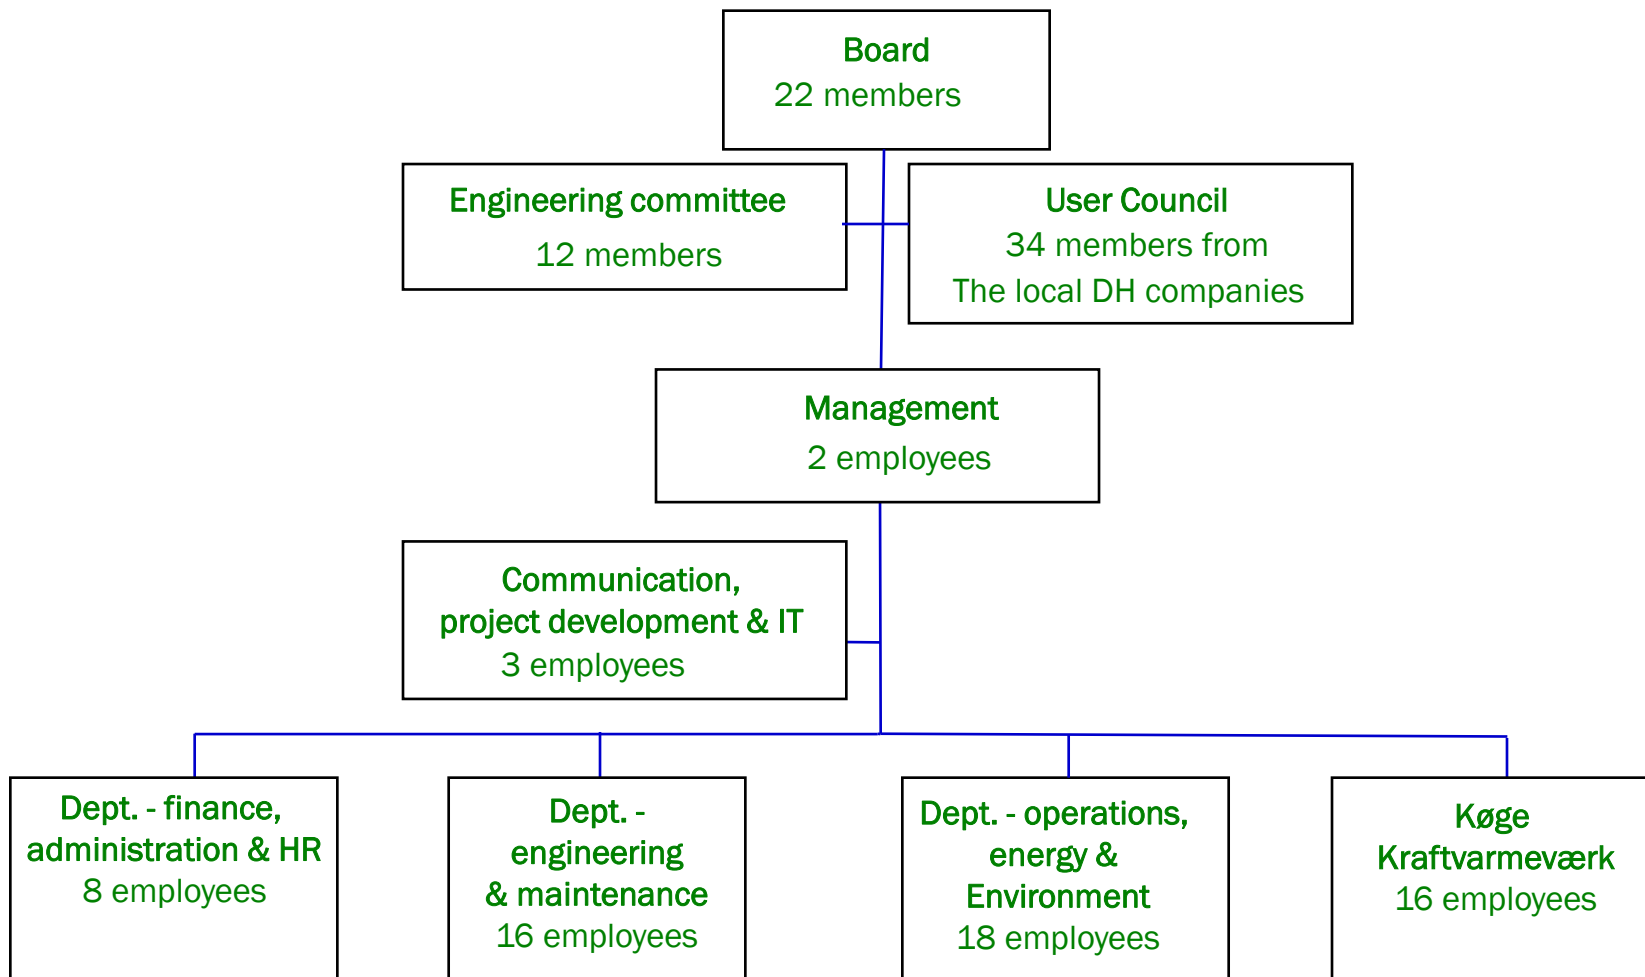 Board
22 members
Engineering committee
12 members
User Council
34 members from
The local DH companies
Management
2 employees
Communication,
project development & IT
3 employees
Dept. - finance,
administration & HR
8 employees
Dept. -
engineering
& maintenance
16 employees
Dept. - operations,
energy &
Environment
18 employees
Køge
Kraftvarmeværk
16 employees